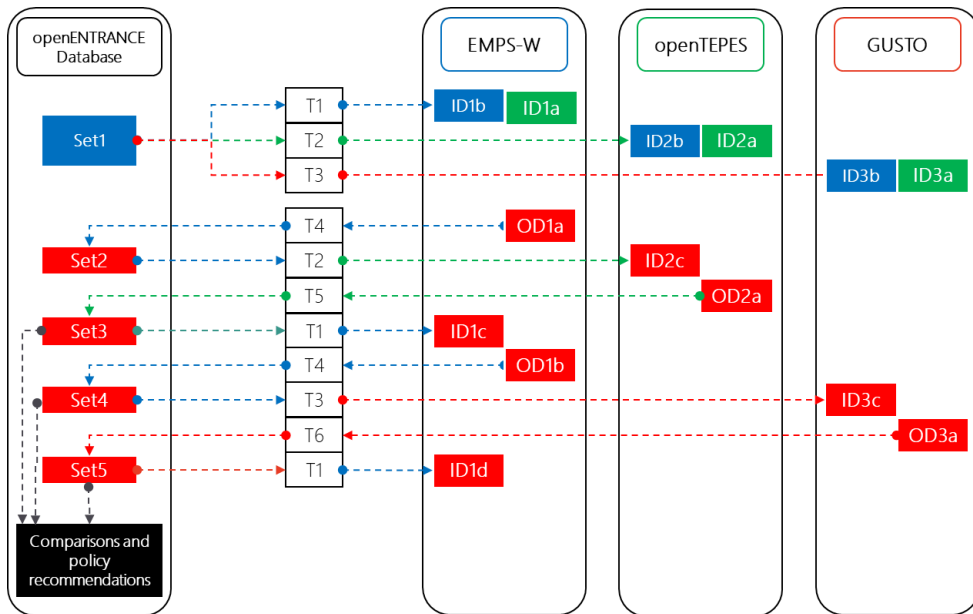 openENTRANCE
Database
EMPS-W
openTEPES
GUSTO
T1
ID1b
ID1a
Set1
T2
ID2b
ID2a
T3
ID3b
ID3a
T4
OD1a
Set2
T2
ID2c
T5
OD2a
Set3
T1
ID1c
T4
OD1b
Set4
T3
ID3c
T6
OD3a
Set5
T1
ID1d
Comparisons and
policy
recommendations